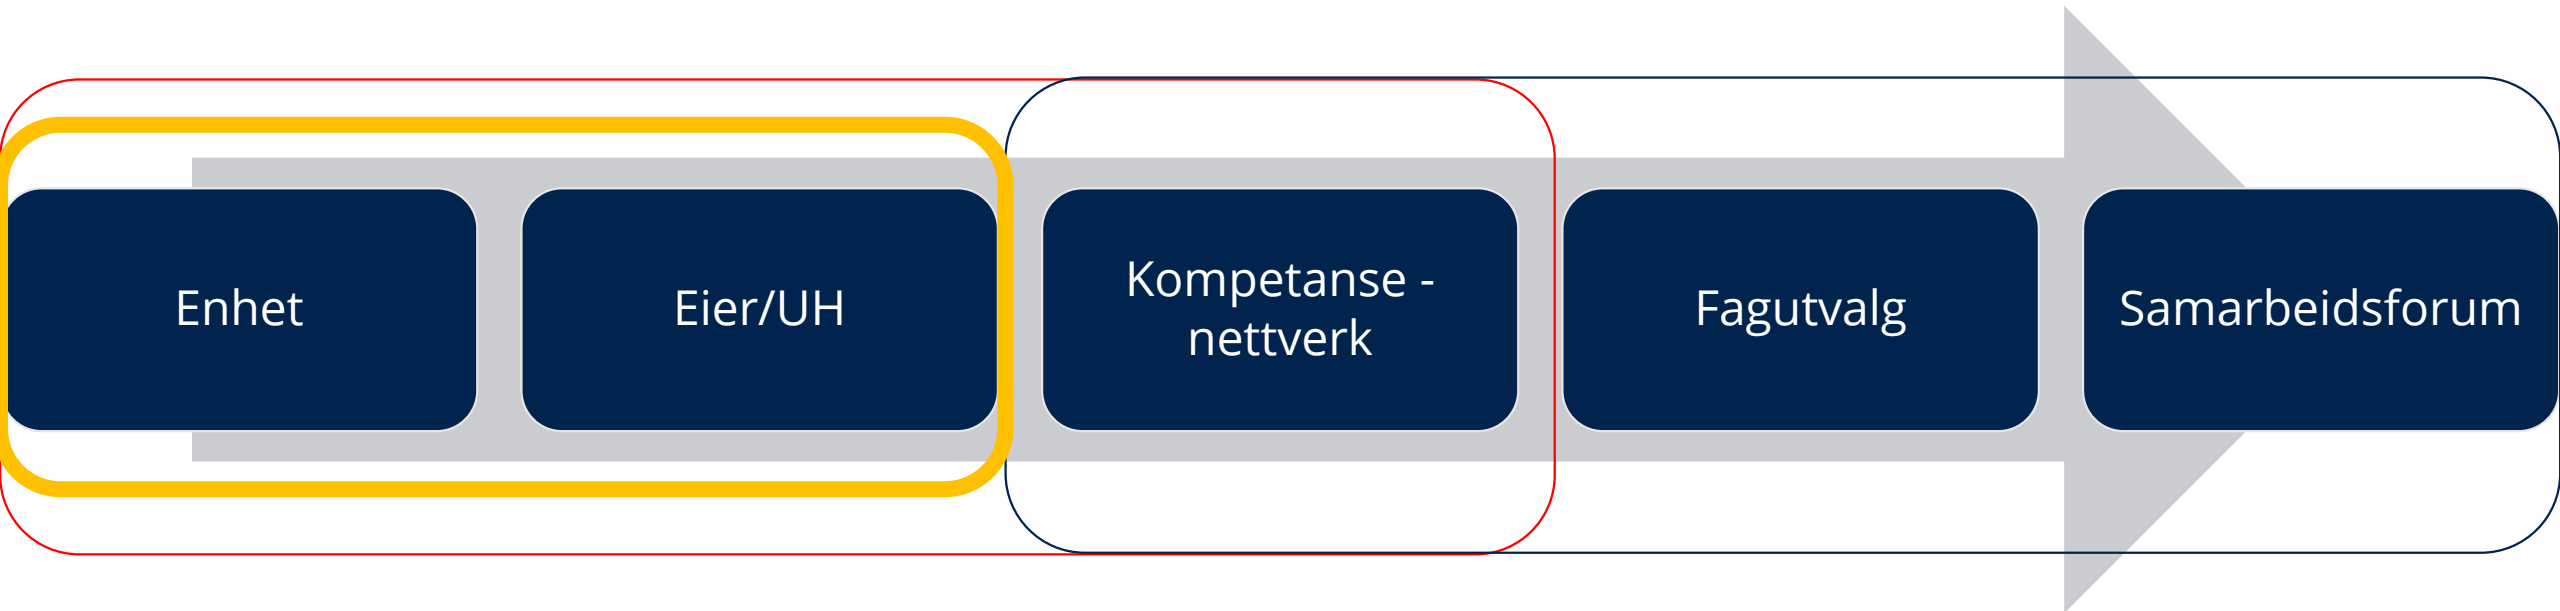 Enhet
Eier/UH
Kompetanse -
nettverk
Fagutvalg
Samarbeidsforum